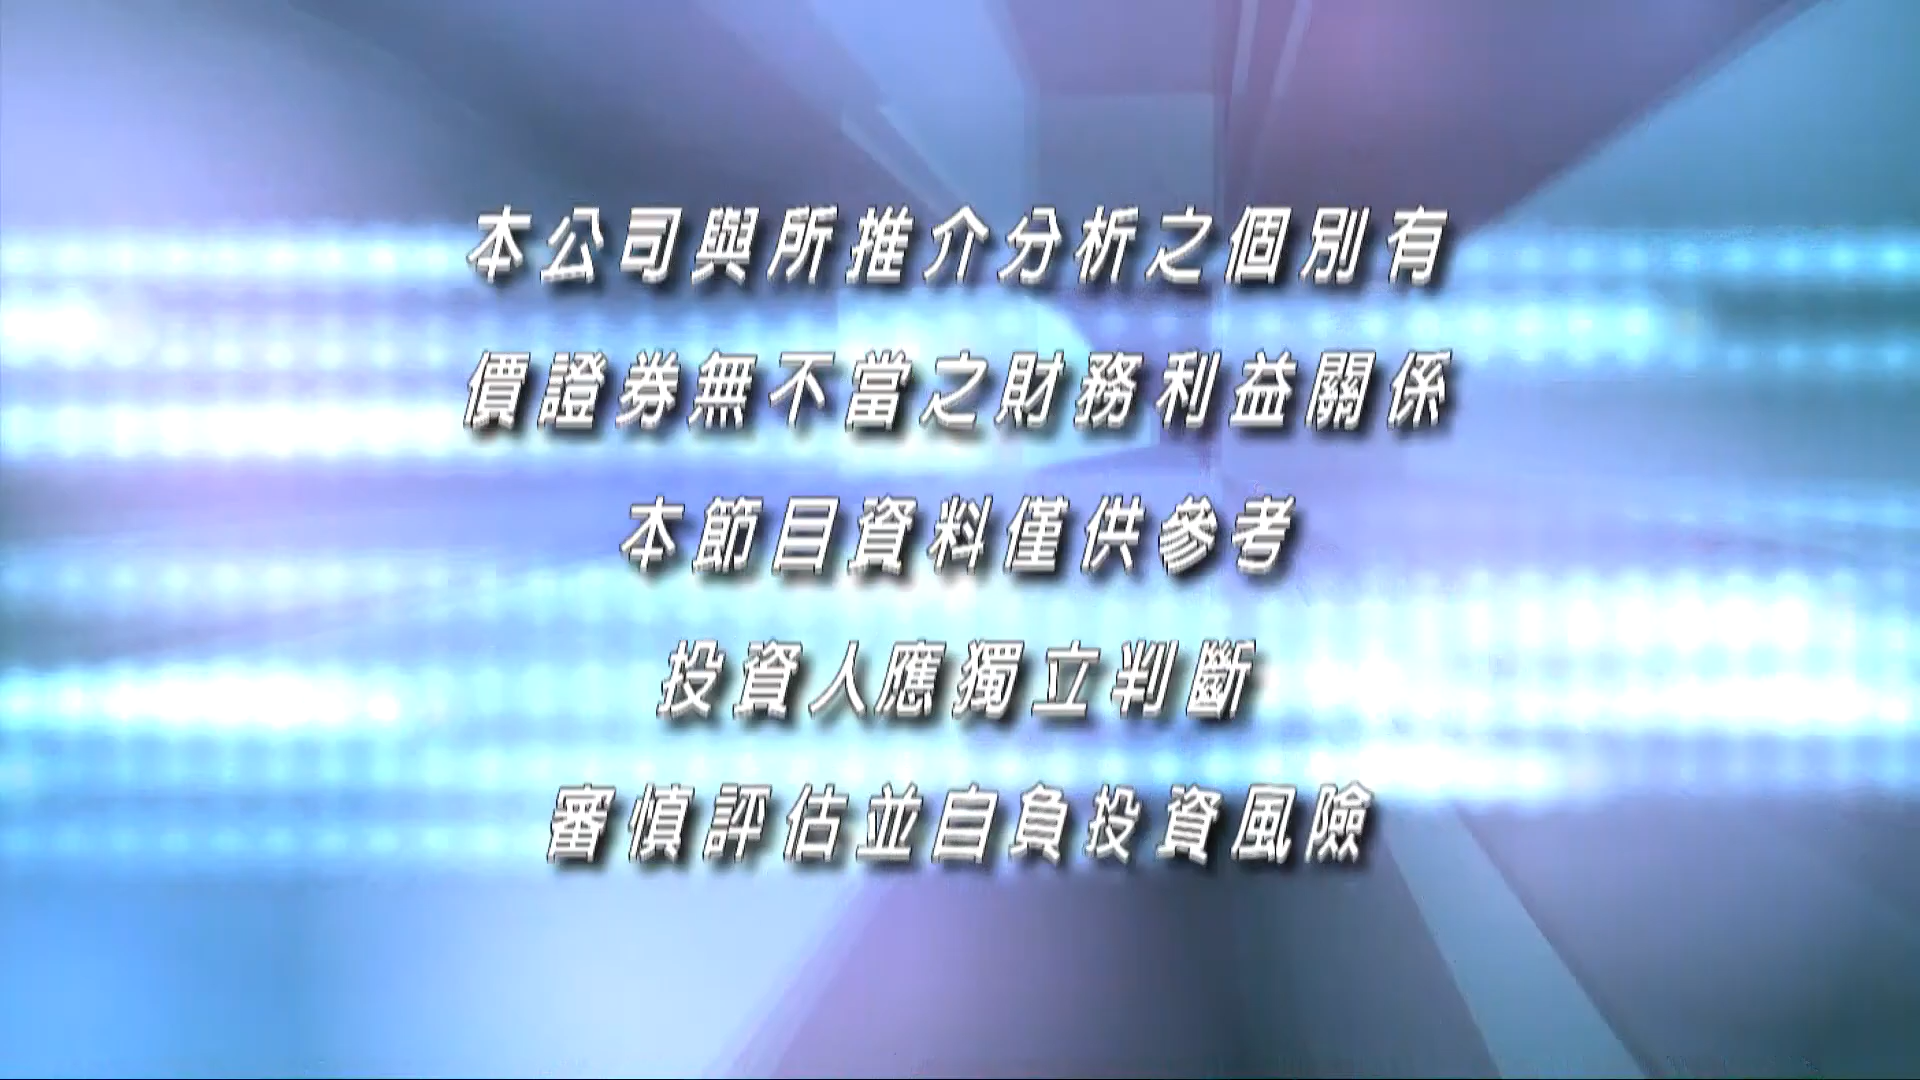 本公司與所推介分析之個別有
價證券無不當之財務利益關係
本節目資料僅供參考
投資人應獨立判斷
審慎評估並自負投資風險